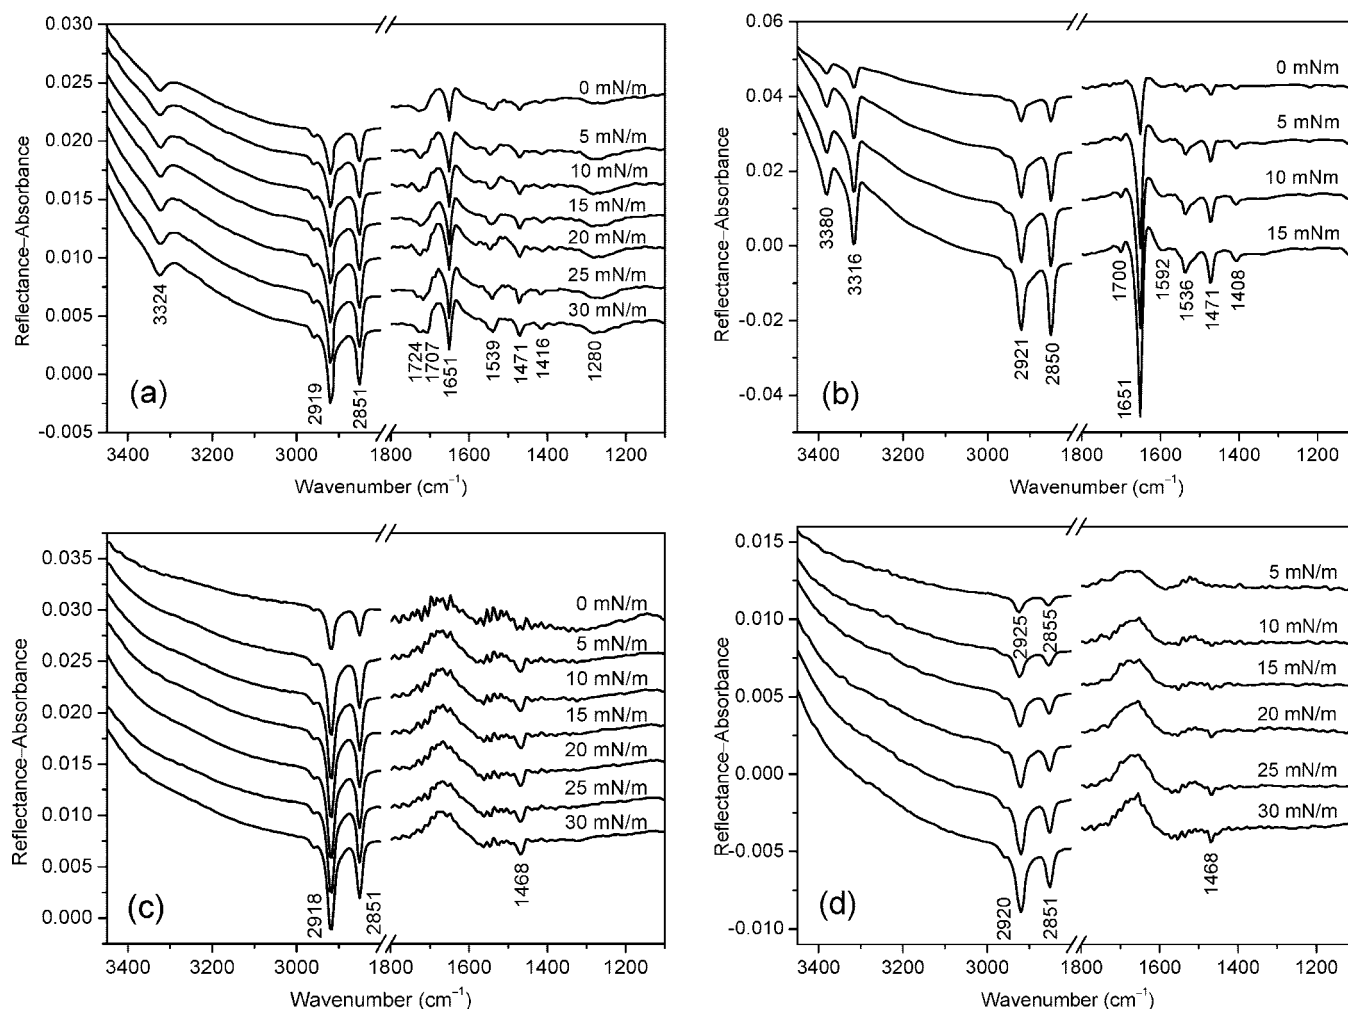 0.030
0.025
0.020
0.015
0.010
0.005
0.000
-0.005
Reflectance–Absorbance
0 mN/m
5 mN/m
10 mN/m
15 mN/m
20 mN/m
25 mN/m
30 mN/m
3324
2919
2851
1724
1707
1651
1539
1471
1416
1280
(a)
3400 3200 3000 1800 1600 1400 1200
Wavenumber (cm⁻¹)
0.06
0.04
0.02
0.00
-0.02
-0.04
Reflectance–Absorbance
0 mNm
5 mNm
10 mNm
15 mNm
3380
3316
2921
2850
1700
1651
1592
1536
1471
1408
(b)
3400 3200 3000 1800 1600 1400 1200
Wavenumber (cm⁻¹)
0.035
0.030
0.025
0.020
0.015
0.010
0.005
0.000
Reflectance–Absorbance
0 mN/m
5 mN/m
10 mN/m
15 mN/m
20 mN/m
25 mN/m
30 mN/m
2918
2851
1468
(c)
3400 3200 3000 1800 1600 1400 1200
Wavenumber (cm⁻¹)
0.015
0.010
0.005
0.000
-0.005
-0.010
Reflectance–Absorbance
5 mN/m
10 mN/m
15 mN/m
20 mN/m
25 mN/m
30 mN/m
2925
2855
2920
2851
1468
(d)
3400 3200 3000 1800 1600 1400 1200
Wavenumber (cm⁻¹)